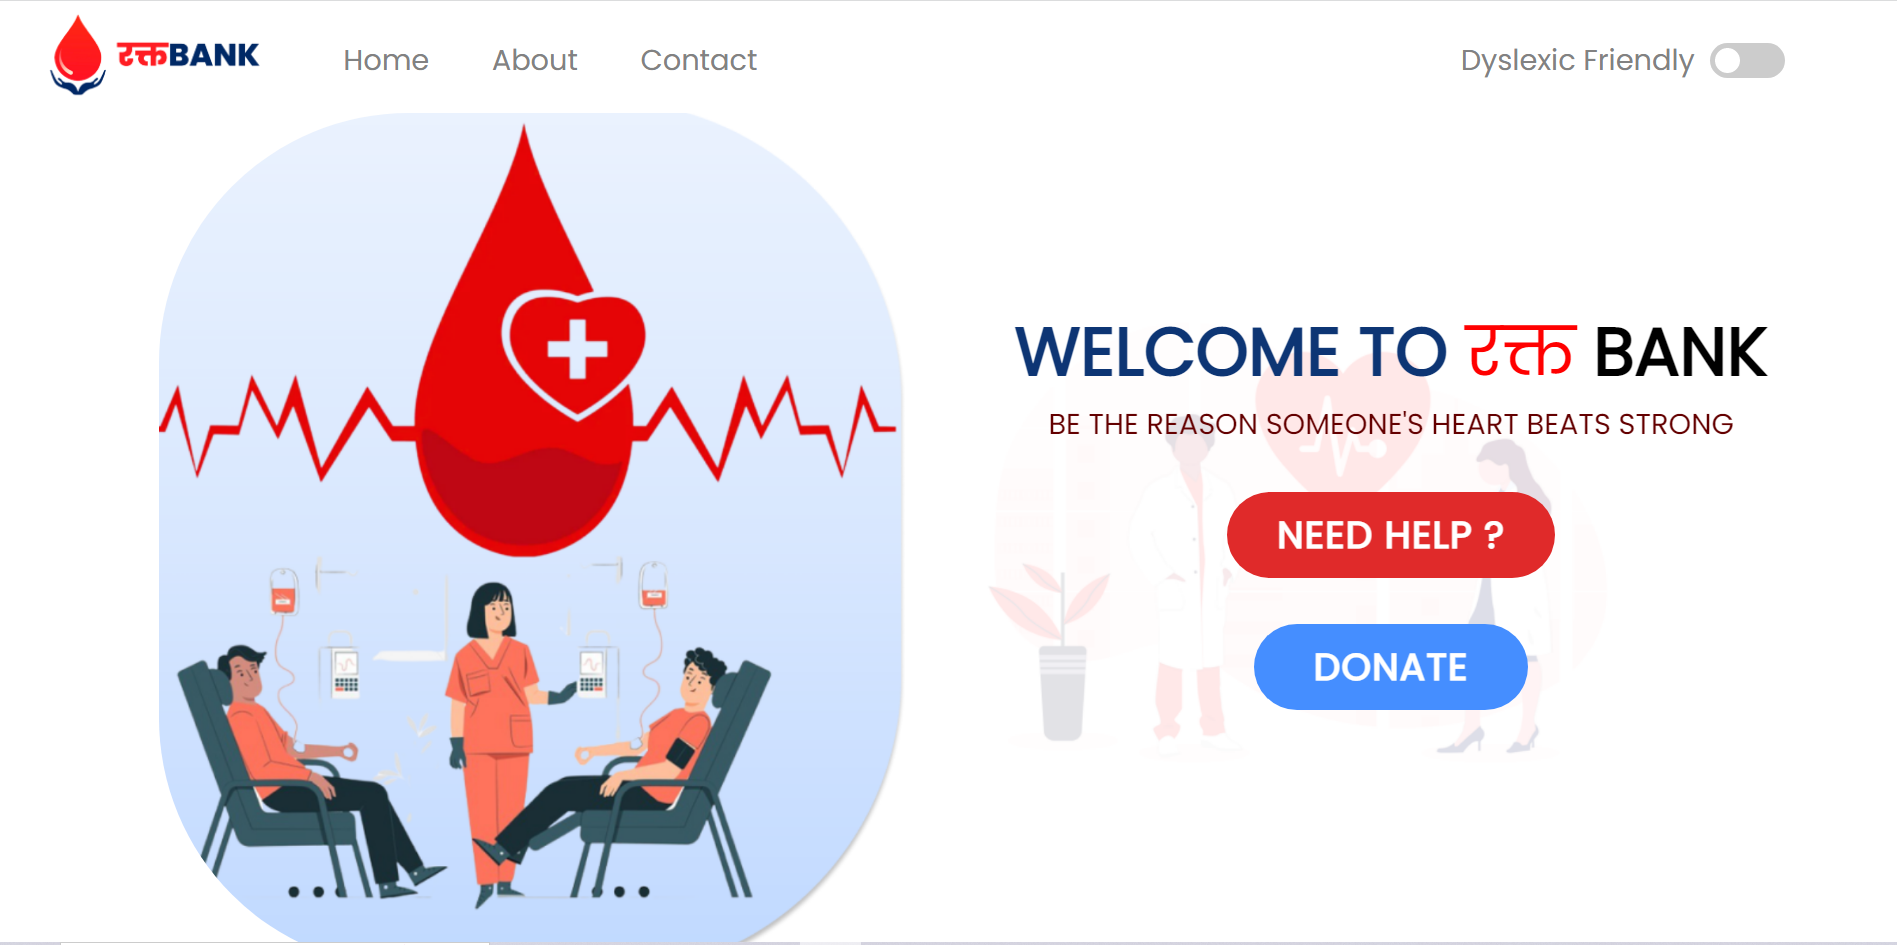 रक्तBANK
Home
About
Contact
Dyslexic Friendly
WELCOME TO रक्त BANK
BE THE REASON SOMEONE'S HEART BEATS STRONG
NEED HELP ?
DONATE